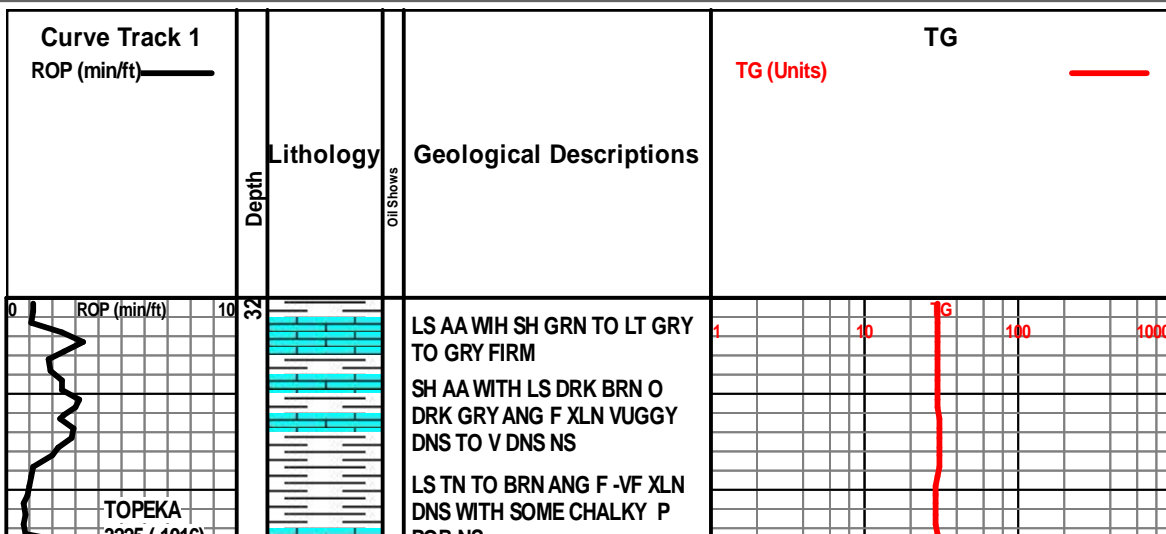 Curve Track 1
ROP (min/ft)
Depth
Lithology
Oil Shows
Geological Descriptions
TG
TG (Units)
0 ROP (min/ft) 10
32
TG
1 10 100 1000
LS AA WIH SH GRN TO LT GRY
TO GRY FIRM
SH AA WITH LS DRK BRN O
DRK GRY ANG F XLN VUGGY
DNS TO V DNS NS
LS TN TO BRN ANG F -VF XLN
DNS WITH SOME CHALKY P
TOPEKA